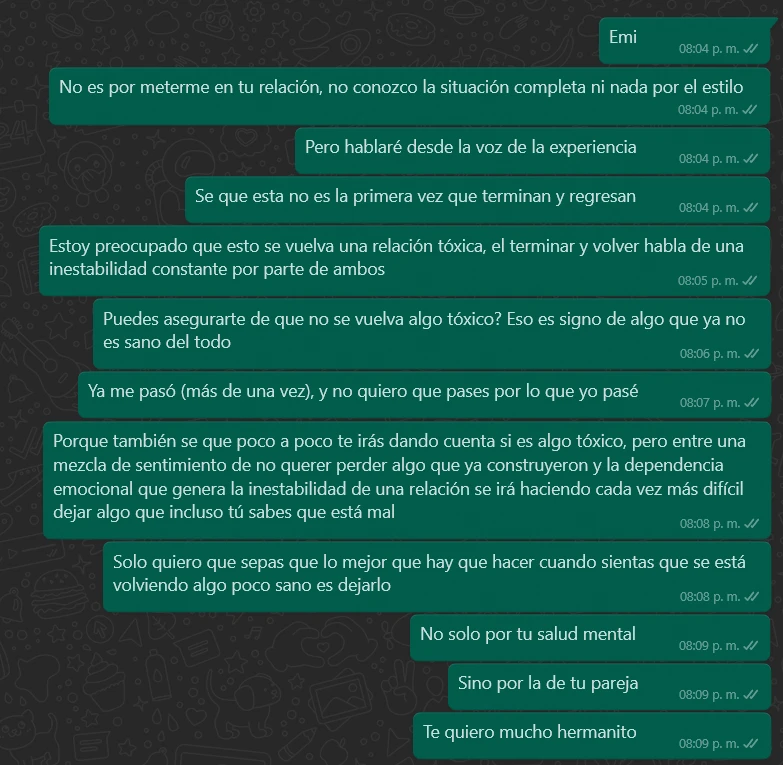 Emi
08:04 p. m.
No es por meterme en tu relación, no conozco la situación completa ni nada por el estilo
08:04 p. m.
Pero hablaré desde la voz de la experiencia
08:04 p. m.
Se que esta no es la primera vez que terminan y regresan
08:04 p. m.
Estoy preocupado que esto se vuelva una relación tóxica, el terminar y volver habla de una
inestabilidad constante por parte de ambos
08:05 p. m.
Puedes asegurarte de que no se vuelva algo tóxico? Eso es signo de algo que ya no
es sano del todo
08:06 p. m.
Ya me pasó (más de una vez), y no quiero que pases por lo que yo pasé
08:07 p. m.
Porque también se que poco a poco te irás dando cuenta si es algo tóxico, pero entre una
mezcla de sentimiento de no querer perder algo que ya construyeron y la dependencia
emocional que genera la inestabilidad de una relación se irá haciendo cada vez más difícil
dejar algo que incluso tú sabes que está mal
08:08 p. m.
Solo quiero que sepas que lo mejor que hay que hacer cuando sientas que se está
volviendo algo poco sano es dejarlo
08:08 p. m.
No solo por tu salud mental
08:09 p. m.
Sino por la de tu pareja
08:09 p. m.
Te quiero mucho hermanito
08:09 p. m.